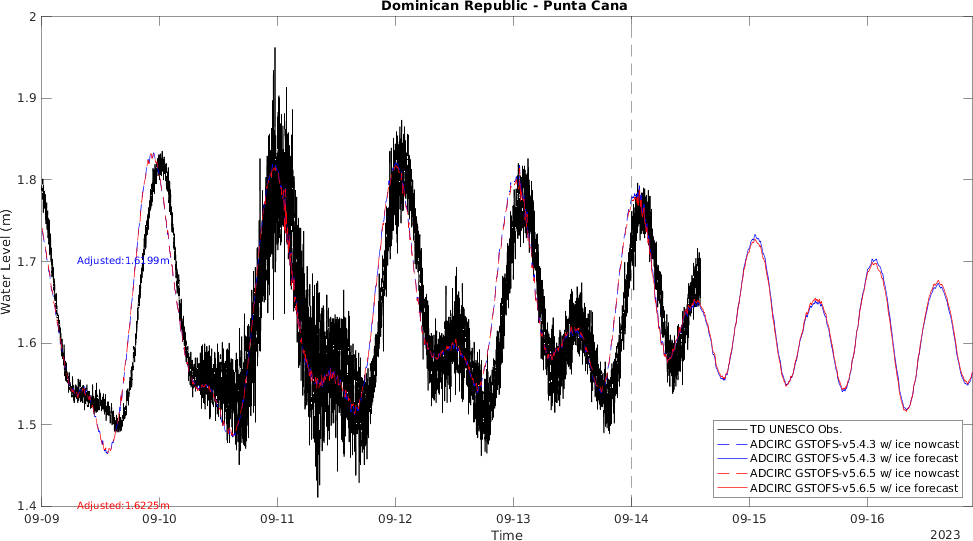 Dominican Republic - Punta Cana
Water Level (m)
2
1.9
1.8
1.7
1.6
1.5
1.4
Adjusted:1.6199m
Adjusted:1.6225m
TD UNESCO Obs.
ADCIRC GSTOFS-v5.4.3 w/ ice nowcast
ADCIRC GSTOFS-v5.4.3 w/ ice forecast
ADCIRC GSTOFS-v5.6.5 w/ ice nowcast
ADCIRC GSTOFS-v5.6.5 w/ ice forecast
09-09 09-10 09-11 09-12 09-13 09-14 09-15 09-16
Time
2023